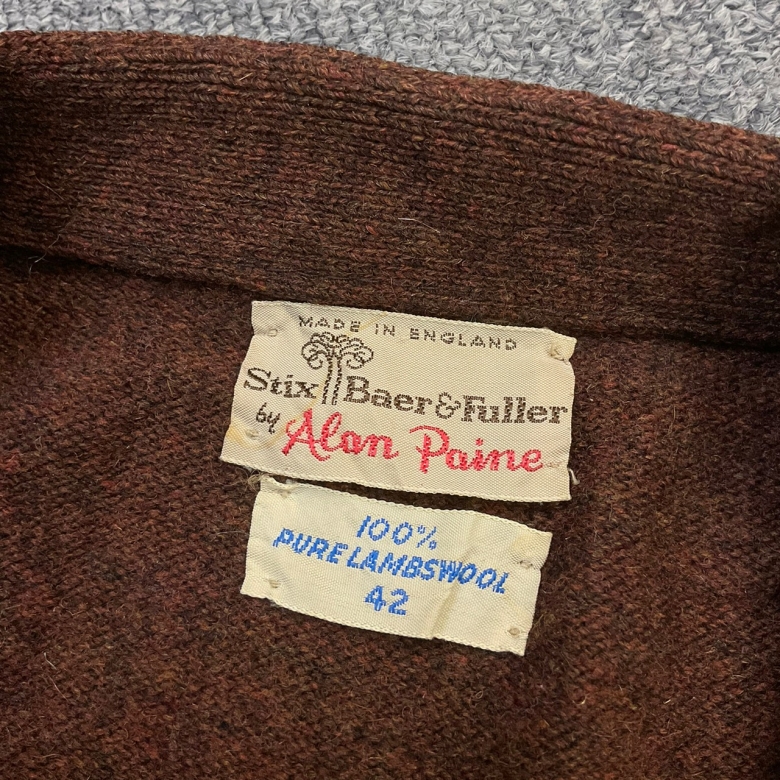 MADE IN ENGLAND
Stix Baer & Fuller
by Alan Paine
100%
PURE LAMBSWOOL
42